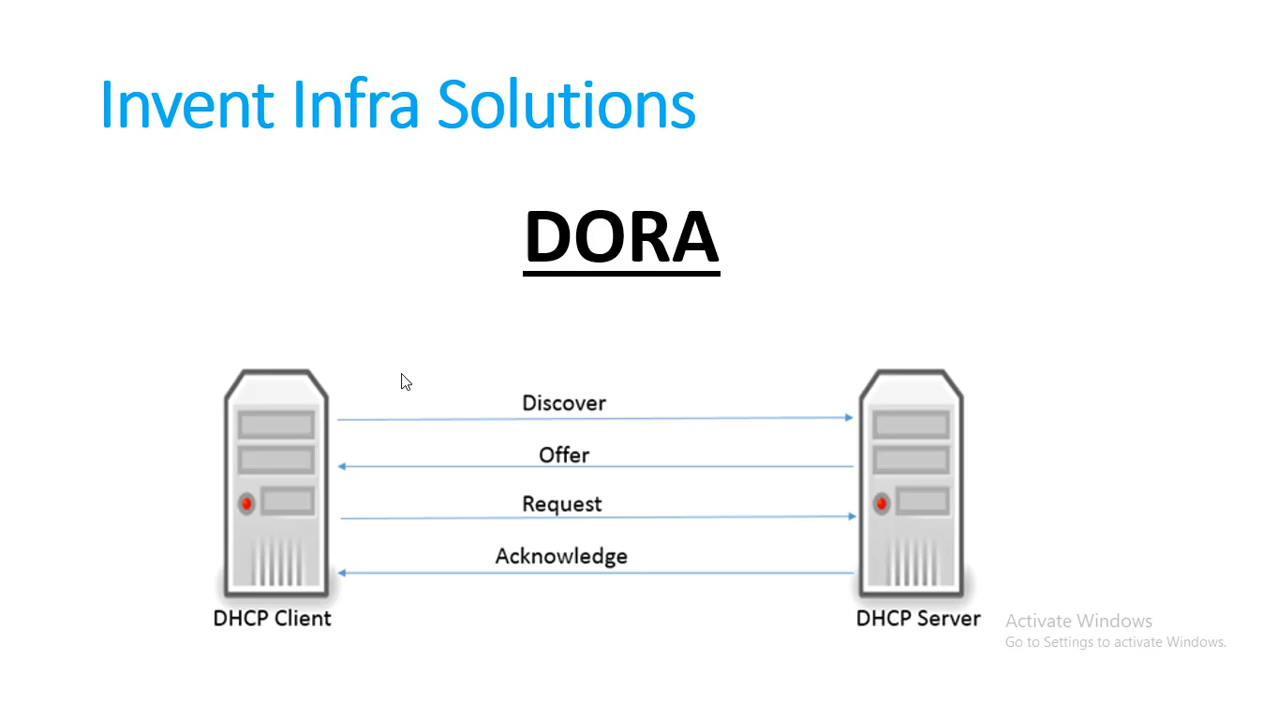 Invent Infra Solutions
DORA
Discover
Offer
Request
Acknowledge
DHCP Client
DHCP Server
Activate Windows
Go to Settings to activate Windows.